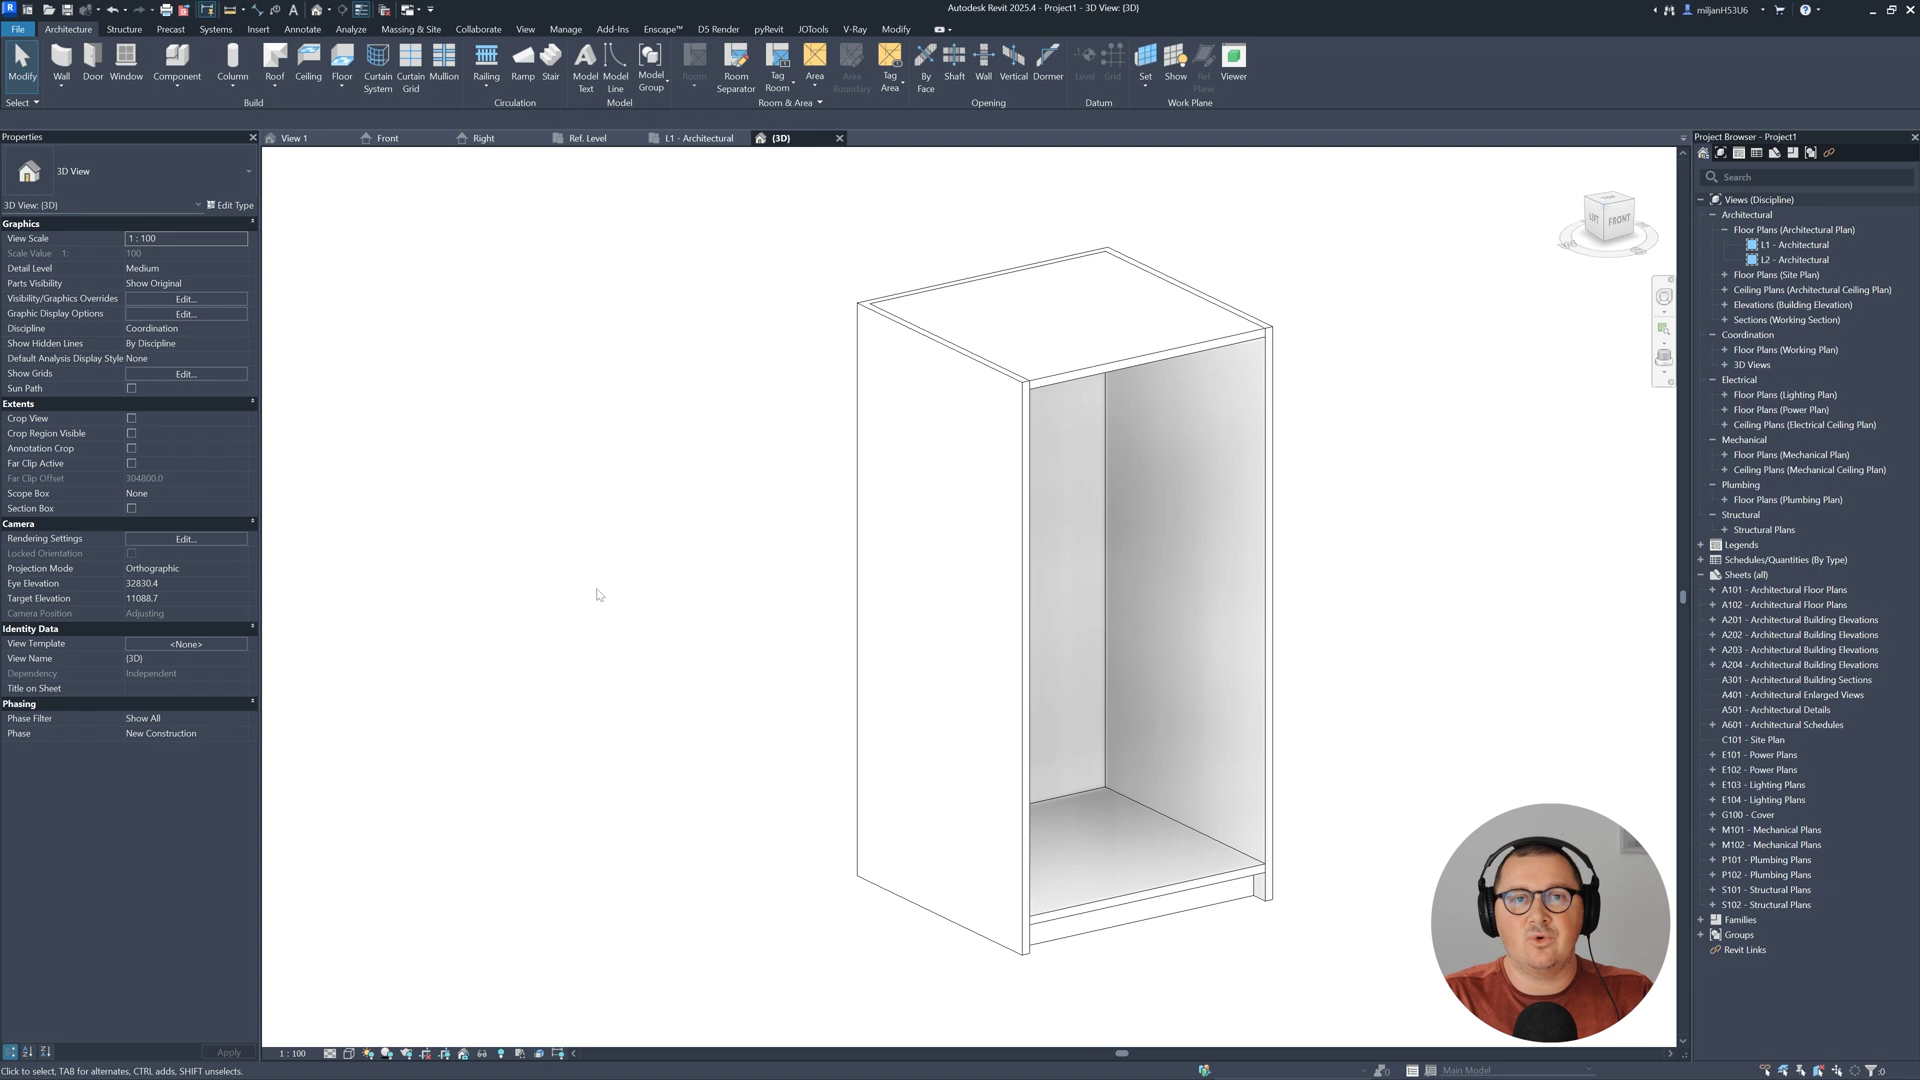 Autodesk Revit 2025.4 - Project1 - 3D View: {3D}
miljanH53U6
File Architecture Structure Precast Systems Insert Annotate Analyze Massing & Site Collaborate View Manage Add-Ins Enscape™ D5 Render pyRevit JOTools V-Ray Modify
Modify Wall Door Window Component Column Roof Ceiling Floor Curtain System Curtain Grid Mullion Railing Ramp Stair Model Text Model Line Model Group Room Room Separator Tag Room Area Area Boundary Tag Area By Face Shaft Wall Vertical Dormer Level Grid Set Show Ref Plane Viewer
Select Build Circulation Model Room & Area Opening Datum Work Plane
Properties
View 1 Front Right Ref. Level L1 - Architectural {3D}
3D View
3D View: {3D} Edit Type
Graphics
View Scale 1 : 100
Scale Value 1: 100
Detail Level Medium
Parts Visibility Show Original
Visibility/Graphics Overrides Edit...
Graphic Display Options Edit...
Discipline Coordination
Show Hidden Lines By Discipline
Default Analysis Display Style None
Show Grids Edit...
Sun Path
Extents
Crop View
Crop Region Visible
Annotation Crop
Far Clip Active
Far Clip Offset 304800.0
Scope Box None
Section Box
Camera
Rendering Settings Edit...
Locked Orientation
Projection Mode Orthographic
Eye Elevation 32830.4
Target Elevation 11088.7
Camera Position Adjusting
Identity Data
View Template <None>
View Name {3D}
Dependency Independent
Title on Sheet
Phasing
Phase Filter Show All
Phase New Construction
Apply
TOP
LEFT FRONT
1 : 100
Project Browser - Project1
Search
Views (Discipline)
Architectural
Floor Plans (Architectural Plan)
L1 - Architectural
L2 - Architectural
Floor Plans (Site Plan)
Ceiling Plans (Architectural Ceiling Plan)
Elevations (Building Elevation)
Sections (Working Section)
Coordination
Floor Plans (Working Plan)
3D Views
Electrical
Floor Plans (Lighting Plan)
Floor Plans (Power Plan)
Ceiling Plans (Electrical Ceiling Plan)
Mechanical
Floor Plans (Mechanical Plan)
Ceiling Plans (Mechanical Ceiling Plan)
Plumbing
Floor Plans (Plumbing Plan)
Structural
Structural Plans
Legends
Schedules/Quantities (By Type)
Sheets (all)
A101 - Architectural Floor Plans
A102 - Architectural Floor Plans
A201 - Architectural Building Elevations
A202 - Architectural Building Elevations
A203 - Architectural Building Elevations
A204 - Architectural Building Elevations
A301 - Architectural Building Sections
A401 - Architectural Enlarged Views
A501 - Architectural Details
A601 - Architectural Schedules
C101 - Site Plan
E101 - Power Plans
E102 - Power Plans
E103 - Lighting Plans
E104 - Lighting Plans
G100 - Cover
M101 - Mechanical Plans
M102 - Mechanical Plans
P101 - Plumbing Plans
P102 - Plumbing Plans
S101 - Structural Plans
S102 - Structural Plans
Families
Groups
Revit Links
Click to select, TAB for alternates, CTRL adds, SHIFT unselects.
:0 Main Model :0